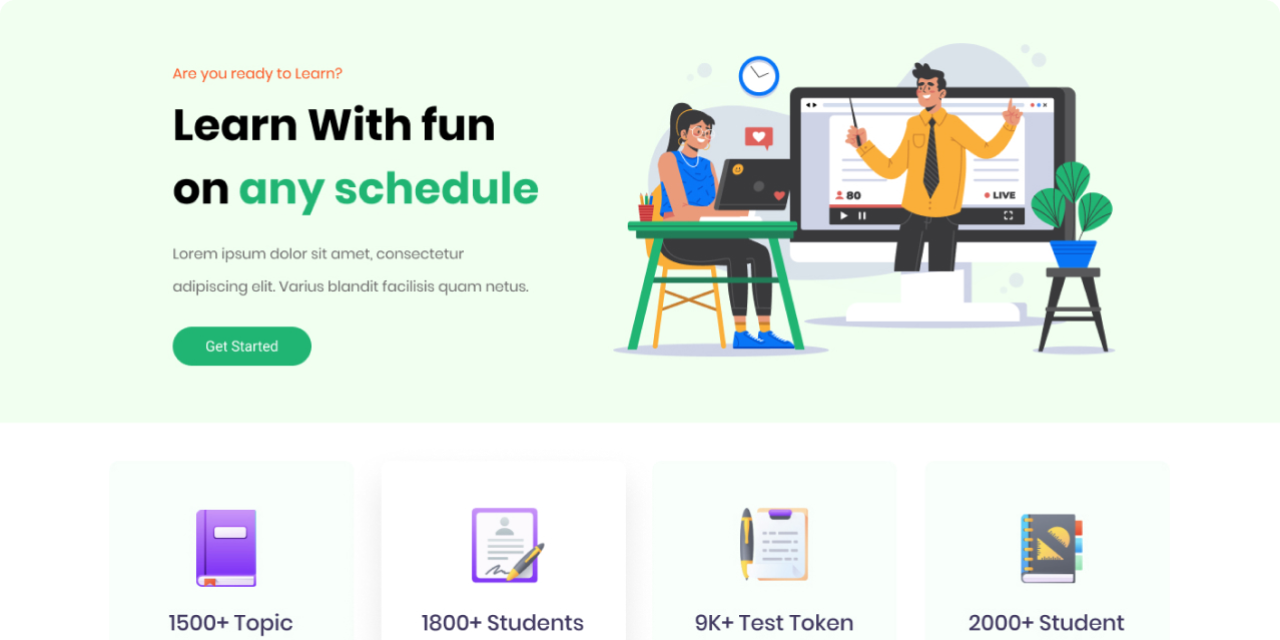 Are you ready to Learn?
Learn With fun
on any schedule
Lorem ipsum dolor sit amet, consectetur
adipiscing elit. Varius blandit facilisis quam netus.
Get Started
80
LIVE
1500+ Topic
1800+ Students
9K+ Test Token
2000+ Student